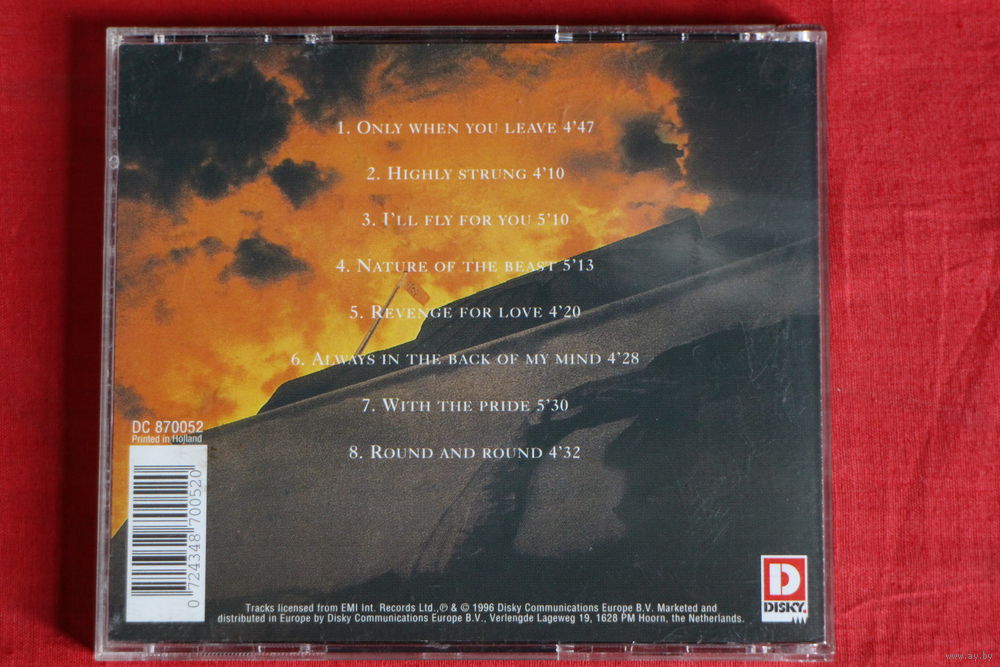 1. Only when you leave 4'47
2. Highly strung 4'10
3. I'll fly for you 5'10
4. Nature of the beast 5'13
5. Revenge for love 4'20
6. Always in the back of my mind 4'28
7. With the pride 5'30
8. Round and round 4'32
DC 870052
Printed in Holland
0 724348 700520
D
DISKY.
Tracks licensed from EMI Int. Records Ltd.,℗ & © 1996 Disky Communications Europe B.V. Marketed and
distributed in Europe by Disky Communications Europe B.V., Verlengde Lageweg 19, 1628 PM Hoorn, the Netherlands.
www.ay.by